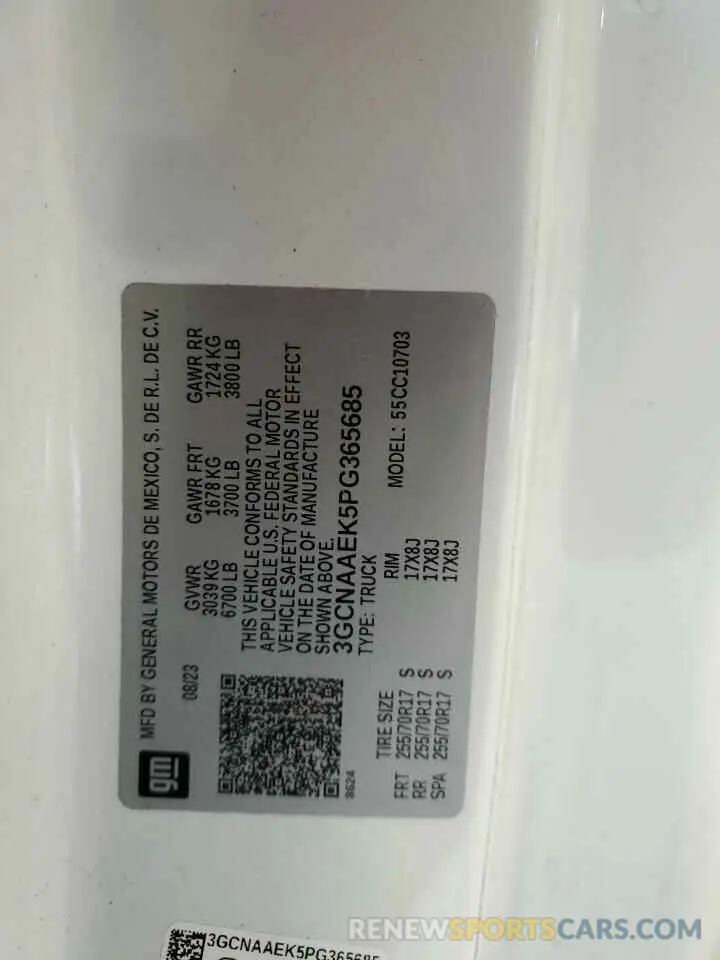 gm
MFD BY GENERAL MOTORS DE MEXICO, S. DE R.L. DE C.V.
08/23
GVWR GAWR FRT GAWR RR
3039 KG 1678 KG 1724 KG
6700 LB 3700 LB 3800 LB
THIS VEHICLE CONFORMS TO ALL
APPLICABLE U.S. FEDERAL MOTOR
VEHICLE SAFETY STANDARDS IN EFFECT
ON THE DATE OF MANUFACTURE
SHOWN ABOVE.
3GCNAAEK5PG365685
TYPE: TRUCK
8624
MODEL: 55CC10703
TIRE SIZE RIM
FRT 255/70R17 S 17X8J
RR 255/70R17 S 17X8J
SPA 255/70R17 S 17X8J
3GCNAAEK5PG365685
RENEWSPORTSCARS.COM